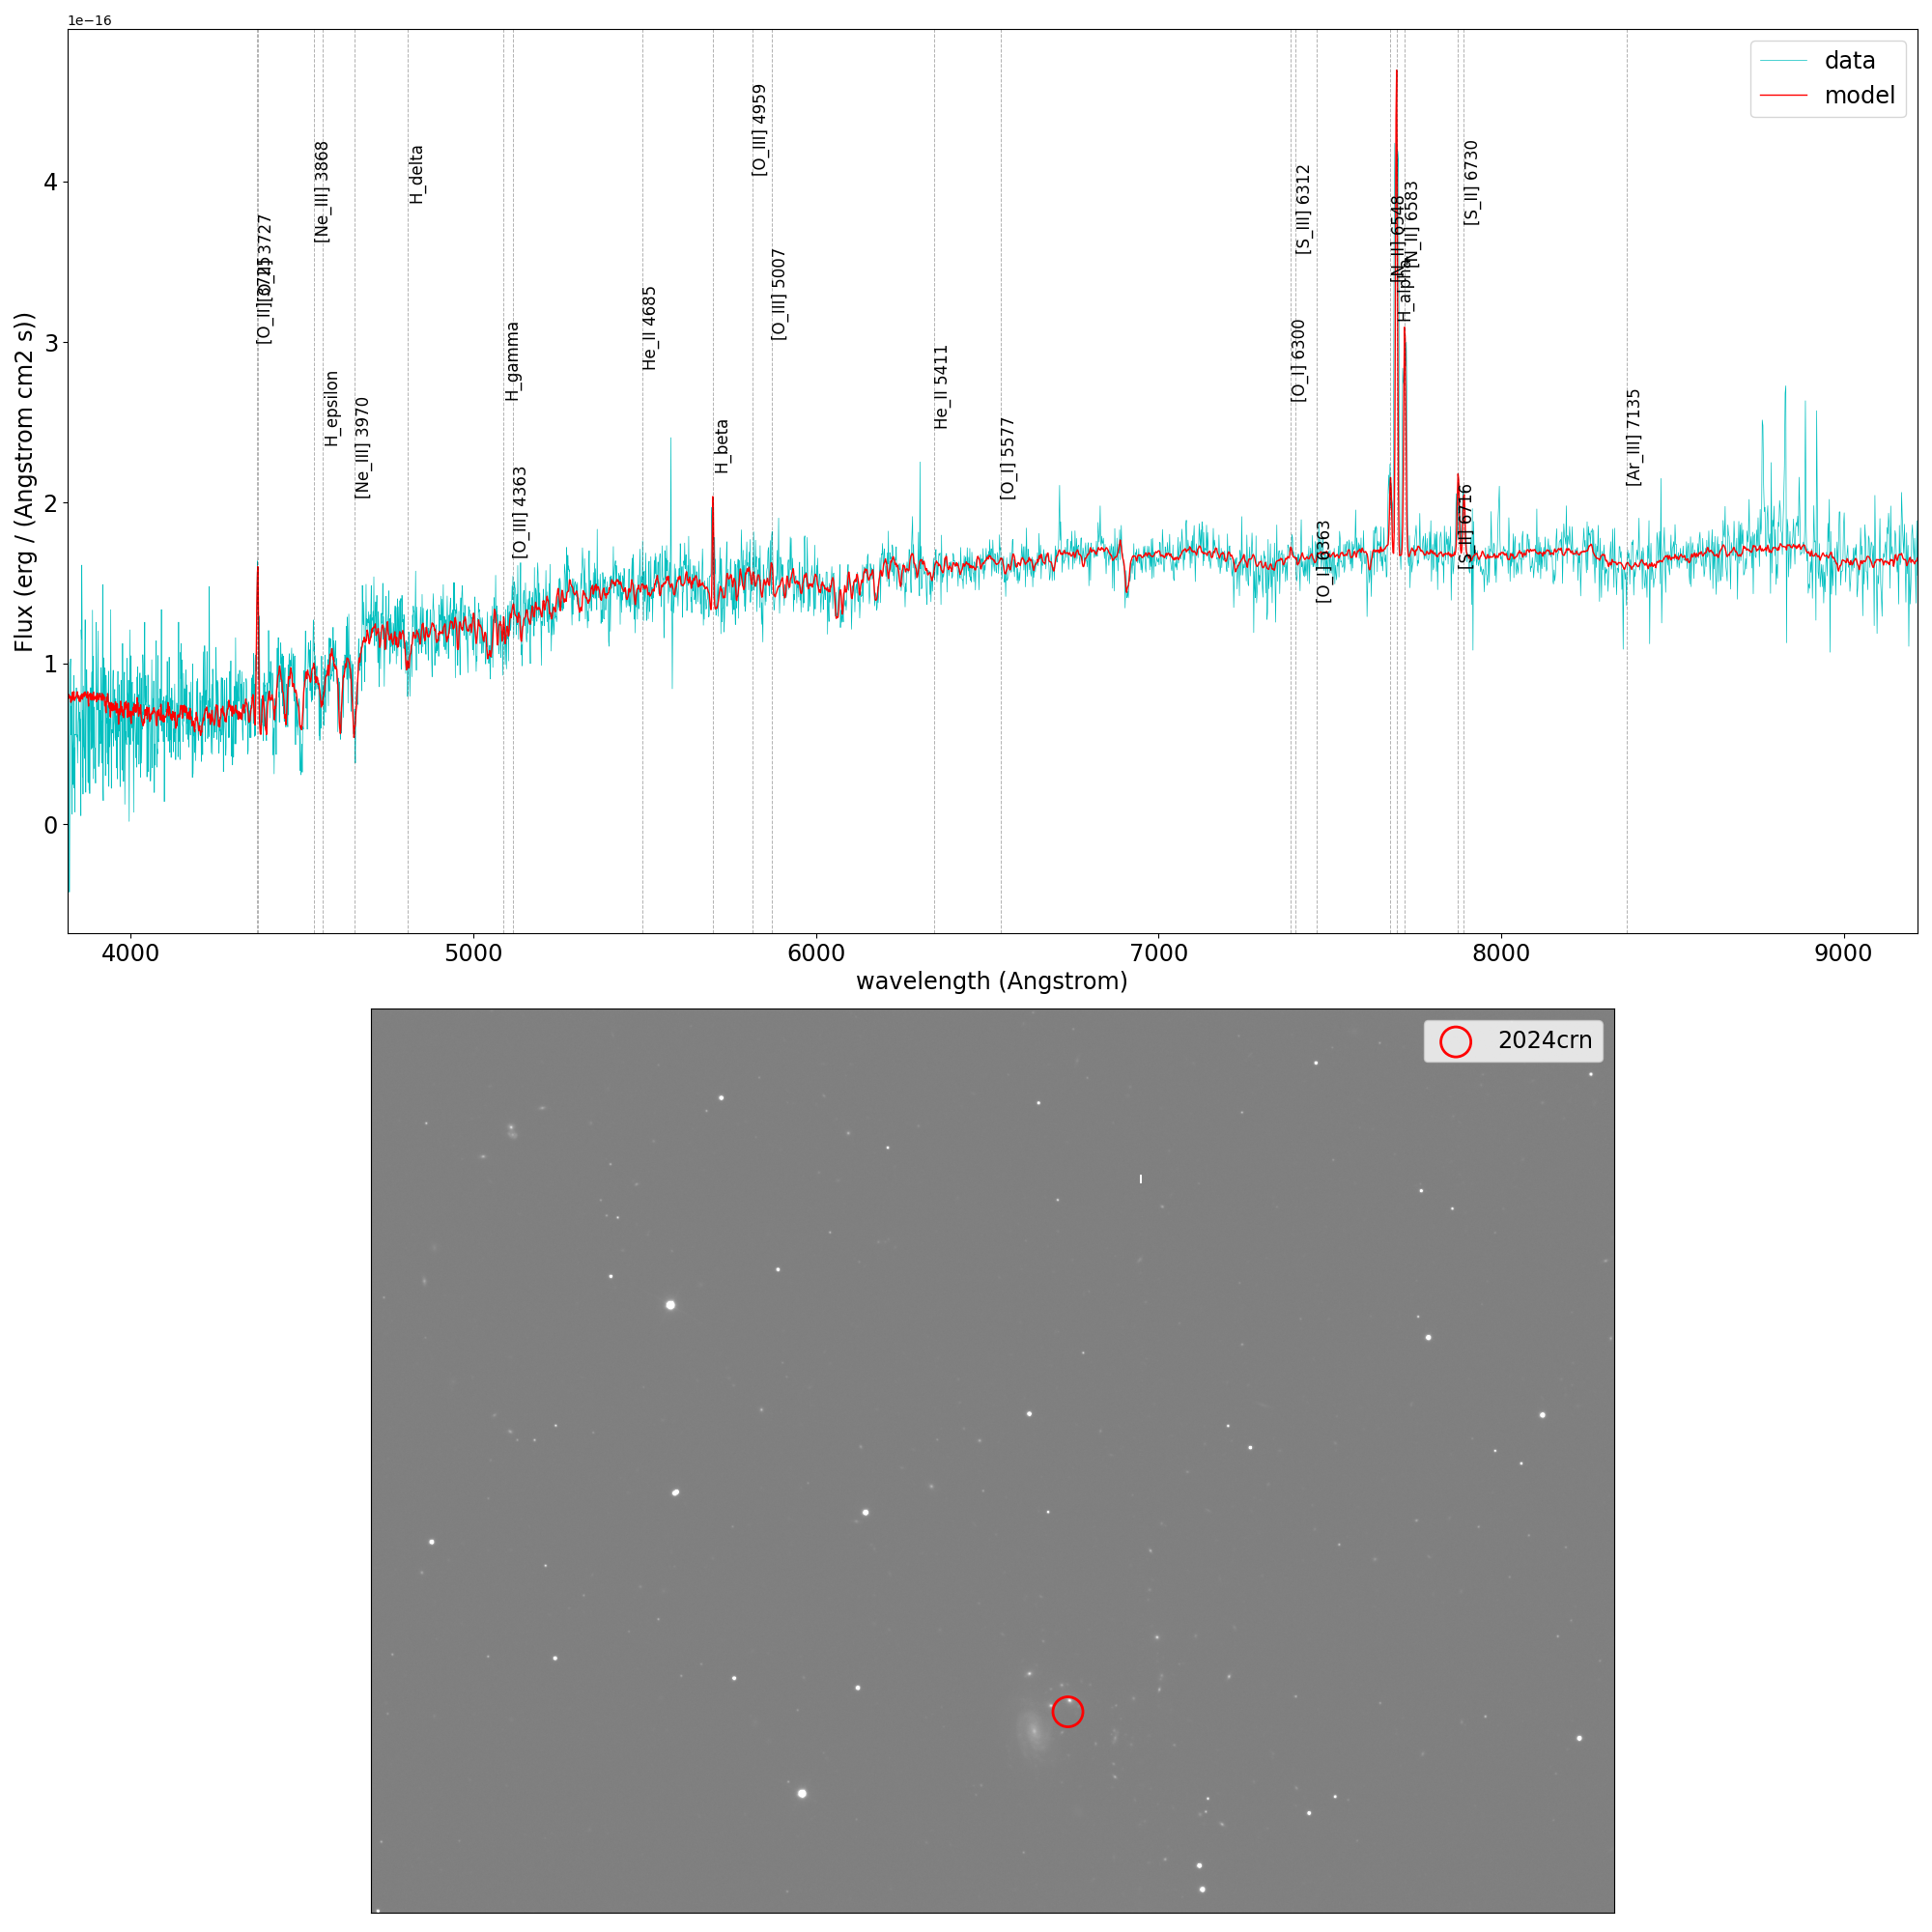 1e−16
data
model
[O_III] 4959
[Ne_III] 3868
[S_II] 6730
H_delta
[S_III] 6312
4
[N_II] 6583
[N_II] 6548
[O_II] 3727
[O_II] 3725
[O_III] 5007
He_II 4685
H_alpha
3
H_gamma
[O_I] 6300
He_II 5411
H_epsilon
[Ne_III] 3970
[Ar_III] 7135
H_beta
[O_I] 5577
[O_III] 4363
2
[S_II] 6716
[O_I] 6363
1
0
Flux (erg / (Angstrom cm2 s))
4000 5000 6000 7000 8000 9000
wavelength (Angstrom)
2024crn